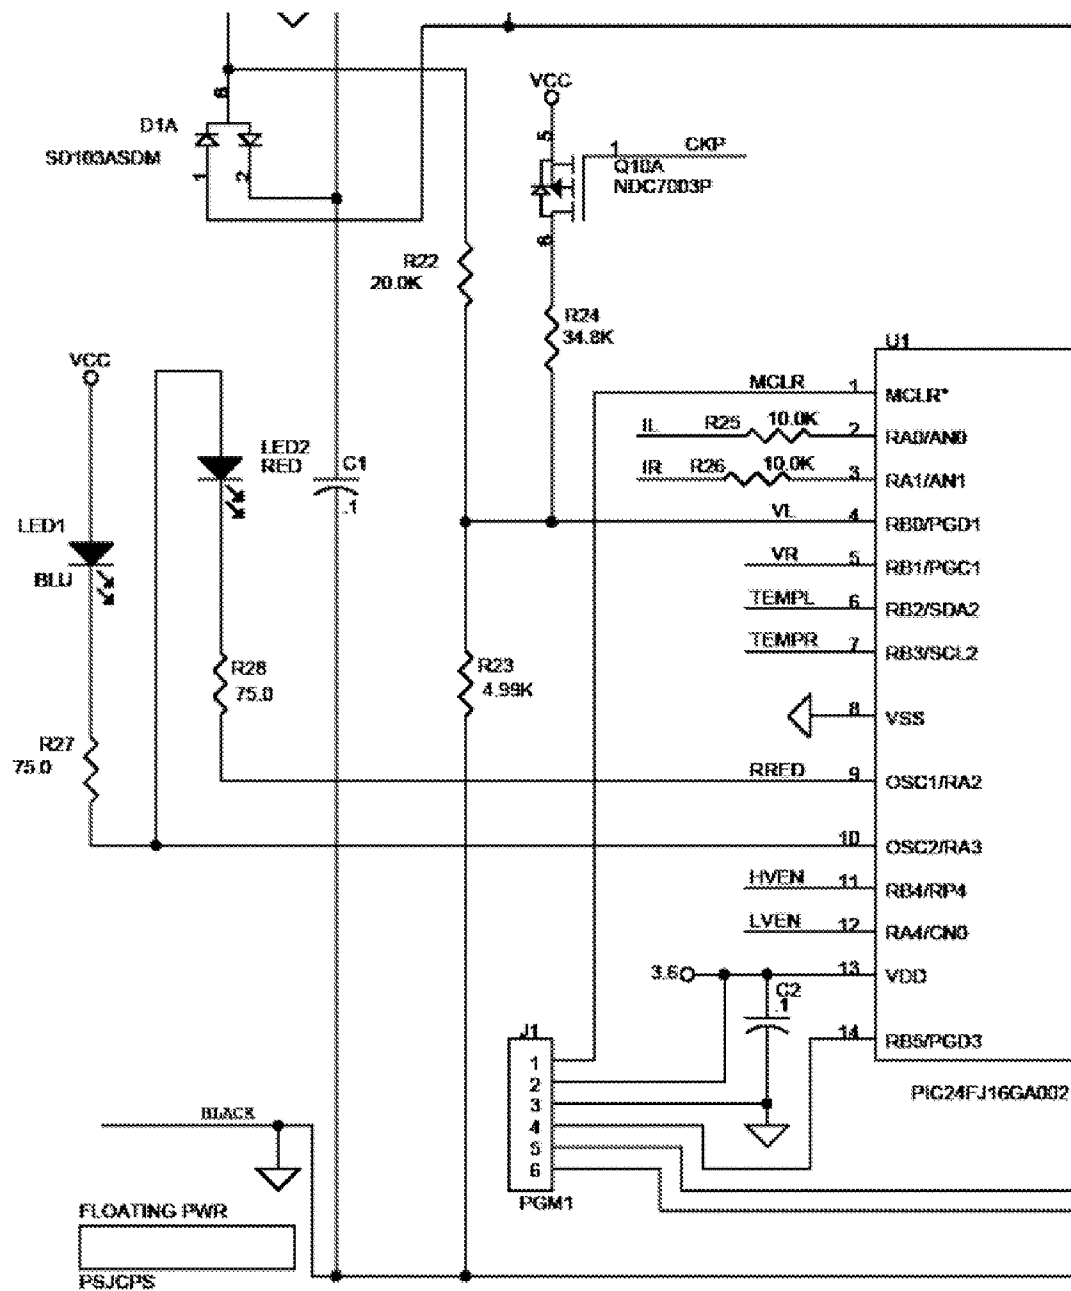 VCC
6
D1A
SD103ASDM
1
2
5
1
CKP
Q10A
NDC7003P
6
R22
20.0K
R24
34.8K
VCC
LED2
RED
C1
.1
LED1
BLU
U1
MCLR
1
MCLR*
IL
R25
10.0K
2
RA0/AN0
IR
R26
10.0K
3
RA1/AN1
VL
4
RB0/PGD1
VR
5
RB1/PGC1
TEMPL
6
RB2/SDA2
TEMPR
7
RB3/SCL2
R28
75.0
R23
4.99K
8
VSS
R27
75.0
RRED
9
OSC1/RA2
10
OSC2/RA3
HVEN
11
RB4/RP4
LVEN
12
RA4/CN0
3.6
13
VDD
C2
.1
J1
14
RB5/PGD3
1
2
3
4
5
6
PGM1
PIC24FJ16GA002
BLACK
FLOATING PWR
PSJCPS